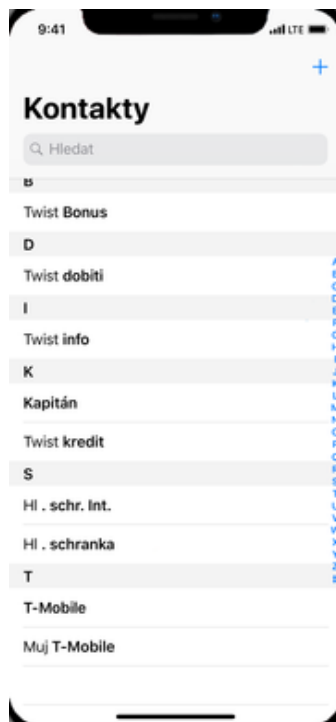 9:41
LTE
+
Kontakty
Hledat
B
Twist Bonus
D
Twist dobiti
I
Twist info
K
Kapitán
Twist kredit
S
Hl . schr. Int.
Hl . schranka
T
T-Mobile
Muj T-Mobile